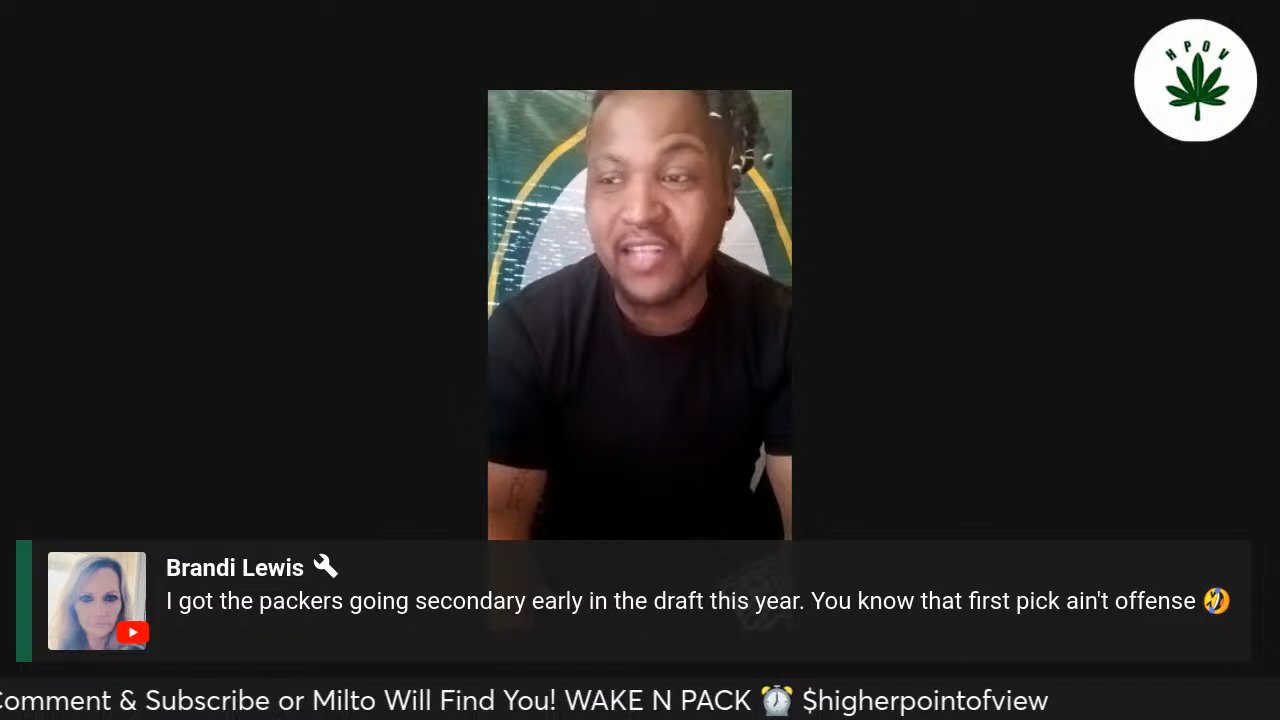 HPOV
Brandi Lewis
I got the packers going secondary early in the draft this year. You know that first pick ain't offense 🤣
Comment & Subscribe or Milto Will Find You! WAKE N PACK ⏰ $higherpointofview